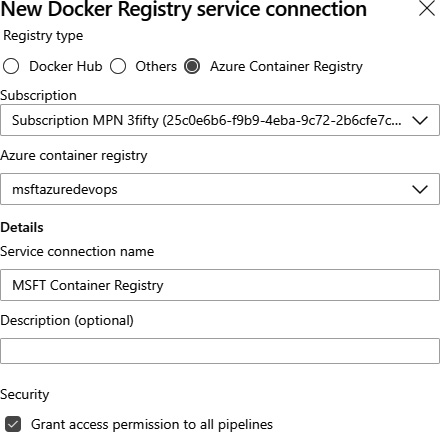 New Docker Registry service connection
Registry type
Docker Hub Others Azure Container Registry
Subscription
Subscription MPN 3fifty (25c0e6b6-f9b9-4eba-9c72-2b6cfe7c...
Azure container registry
msftazuredevops
Details
Service connection name
MSFT Container Registry
Description (optional)
Security
Grant access permission to all pipelines